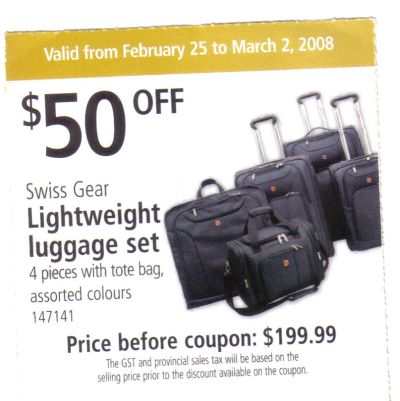 Valid from February 25 to March 2, 2008
$50 OFF
Swiss Gear
Lightweight
luggage set
4 pieces with tote bag,
assorted colours
147141
Price before coupon: $199.99
The GST and provincial sales tax will be based on the
selling price prior to the discount available on the coupon.